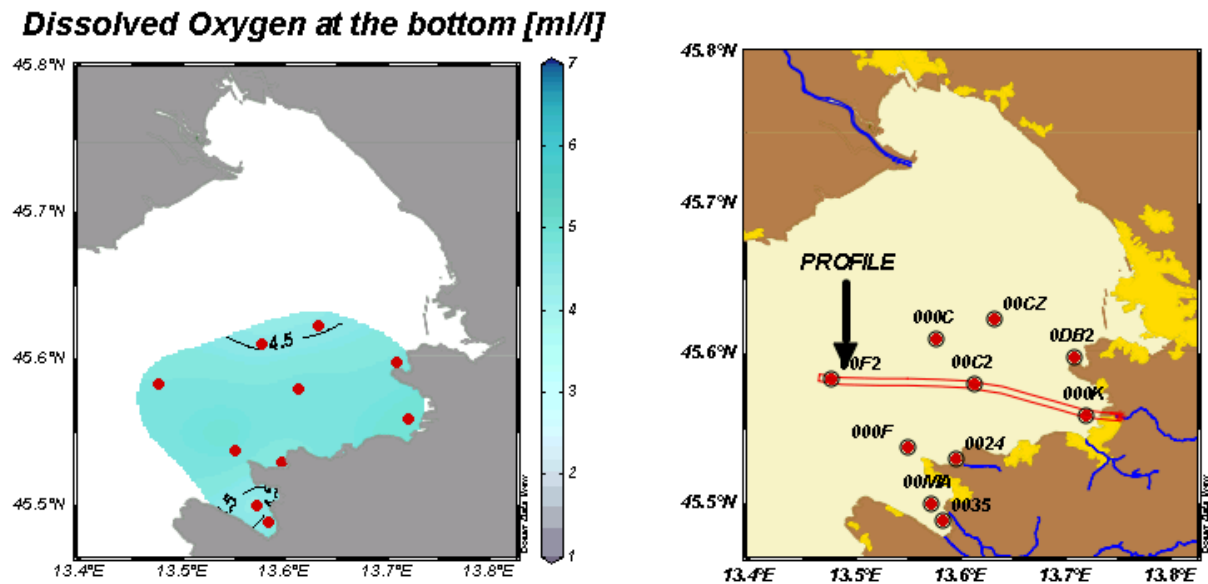 Dissolved Oxygen at the bottom [ml/l]
45.8°N
45.7°N
45.6°N
45.5°N
13.4°E
13.5°E
13.6°E
13.7°E
13.8°E
4.5
7
6
5
4
3
2
1
Ocean Data View
45.8°N
45.7°N
45.6°N
45.5°N
PROFILE
00CZ
000C
0DB2
00F2
00C2
000K
000F
0024
00MA
0035
13.4°E
13.5°E
13.6°E
13.7°E
13.8°E
Ocean Data View